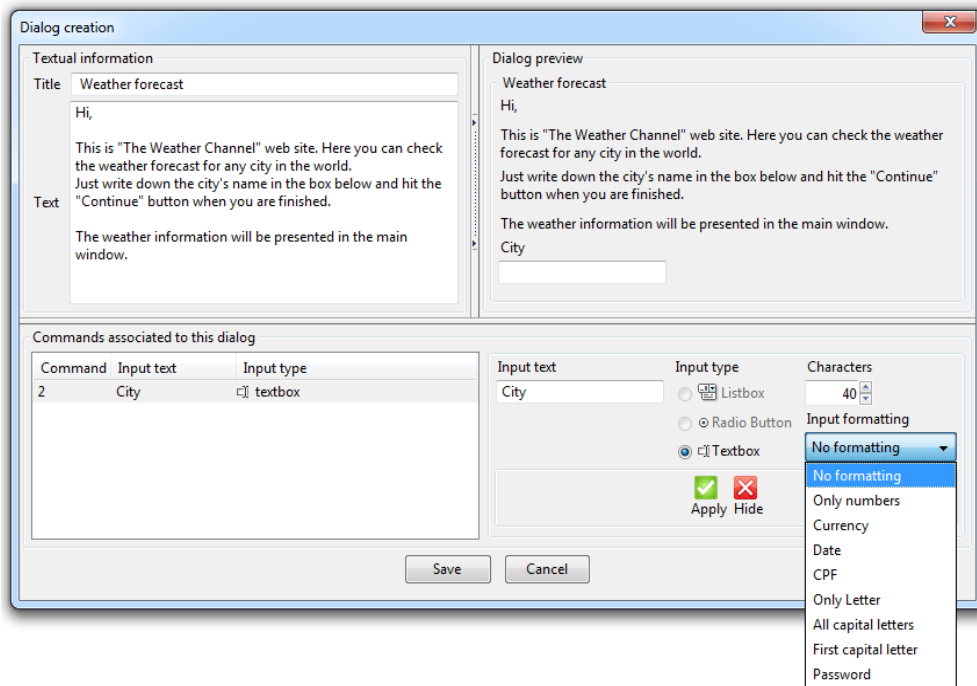 Dialog creation
Textual information
Title Weather forecast
Text
Hi,
This is "The Weather Channel" web site. Here you can check
the weather forecast for any city in the world.
Just write down the city's name in the box below and hit the
"Continue" button when you are finished.
The weather information will be presented in the main
window.
Dialog preview
Weather forecast
Hi,
This is "The Weather Channel" web site. Here you can check the weather
forecast for any city in the world.
Just write down the city's name in the box below and hit the "Continue"
button when you are finished.
The weather information will be presented in the main window.
City
Commands associated to this dialog
Command Input text Input type
2 City textbox
Input text
City
Input type
Listbox
Radio Button
Textbox
Characters
40
Input formatting
No formatting
No formatting
Only numbers
Currency
Date
CPF
Only Letter
All capital letters
First capital letter
Password
Apply Hide
Save Cancel